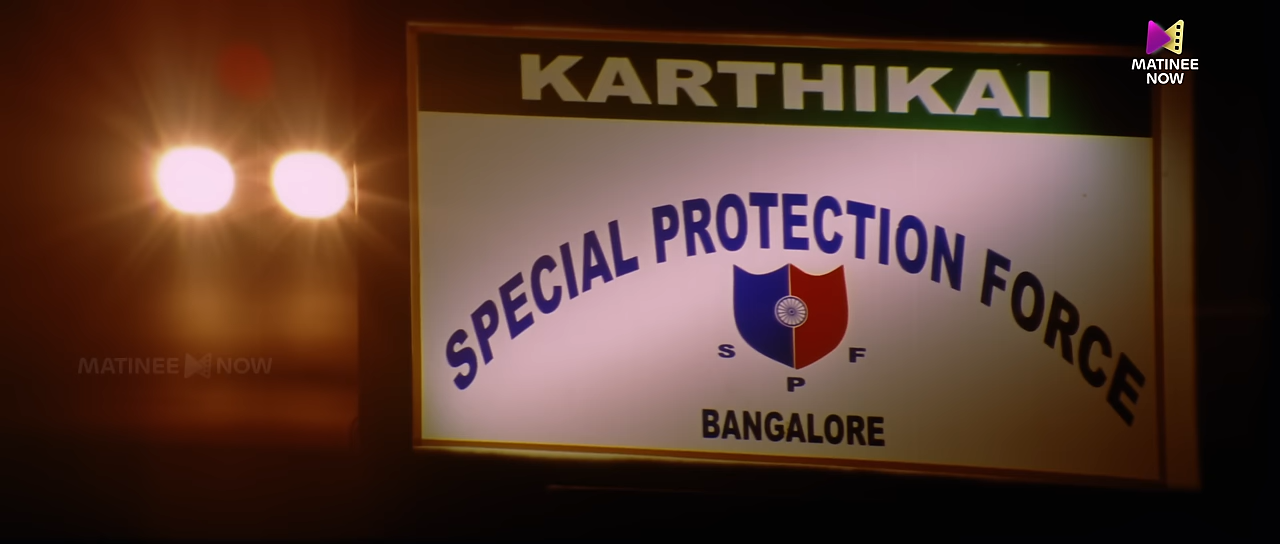 KARTHIKAI
SPECIAL PROTECTION FORCE
S F
P
BANGALORE
MATINEE
NOW
MATINEE NOW